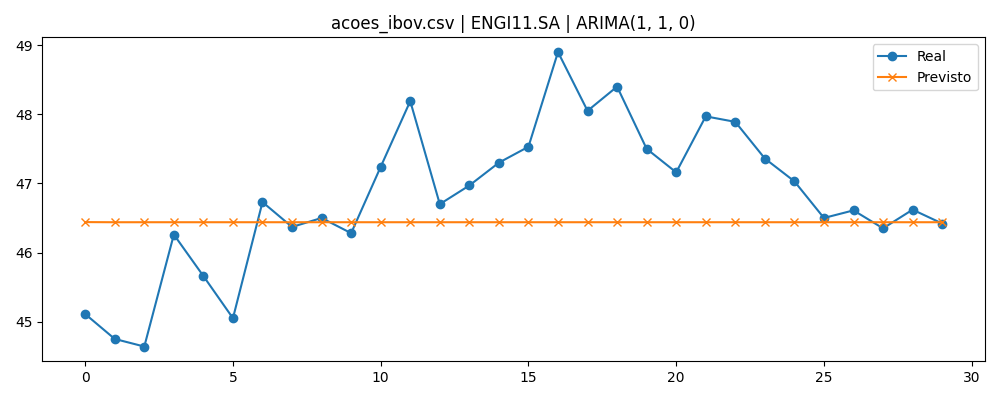 acoes_ibov.csv | ENGI11.SA | ARIMA(1, 1, 0)
Real
Previsto
49
48
47
46
45
0 5 10 15 20 25 30